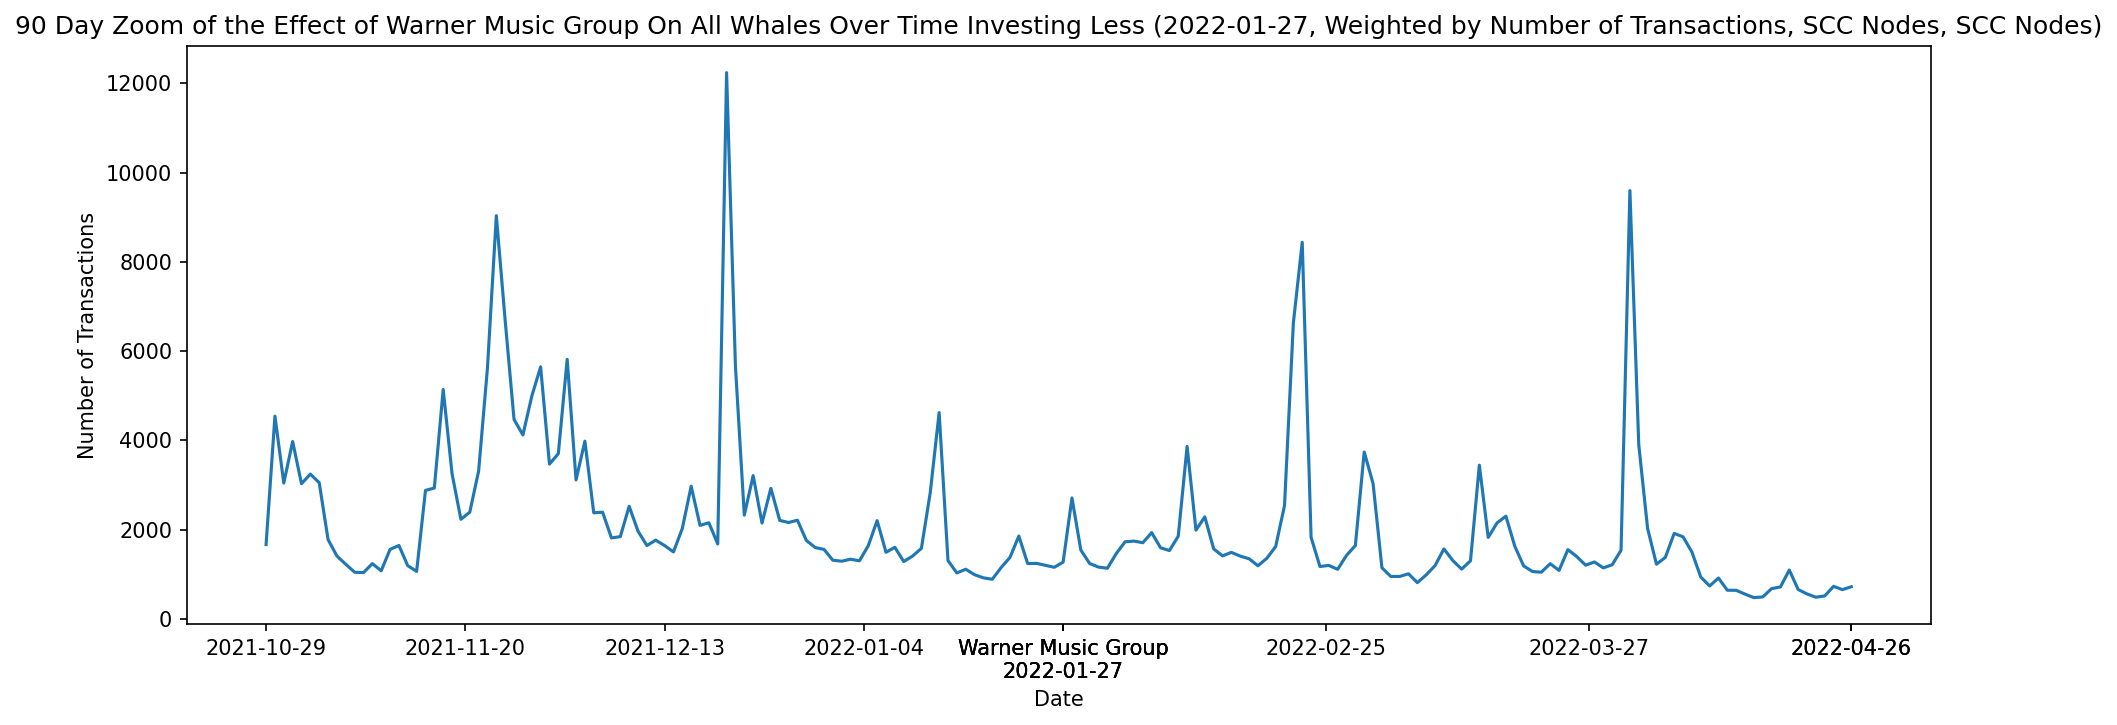 90 Day Zoom of the Effect of Warner Music Group On All Whales Over Time Investing Less (2022-01-27, Weighted by Number of Transactions, SCC Nodes, SCC Nodes)
12000
10000
8000
6000
4000
2000
0
Number of Transactions
2021-10-29 2021-11-20 2021-12-13 2022-01-04 Warner Music Group 2022-02-25 2022-03-27 2022-04-26
2022-01-27
Date